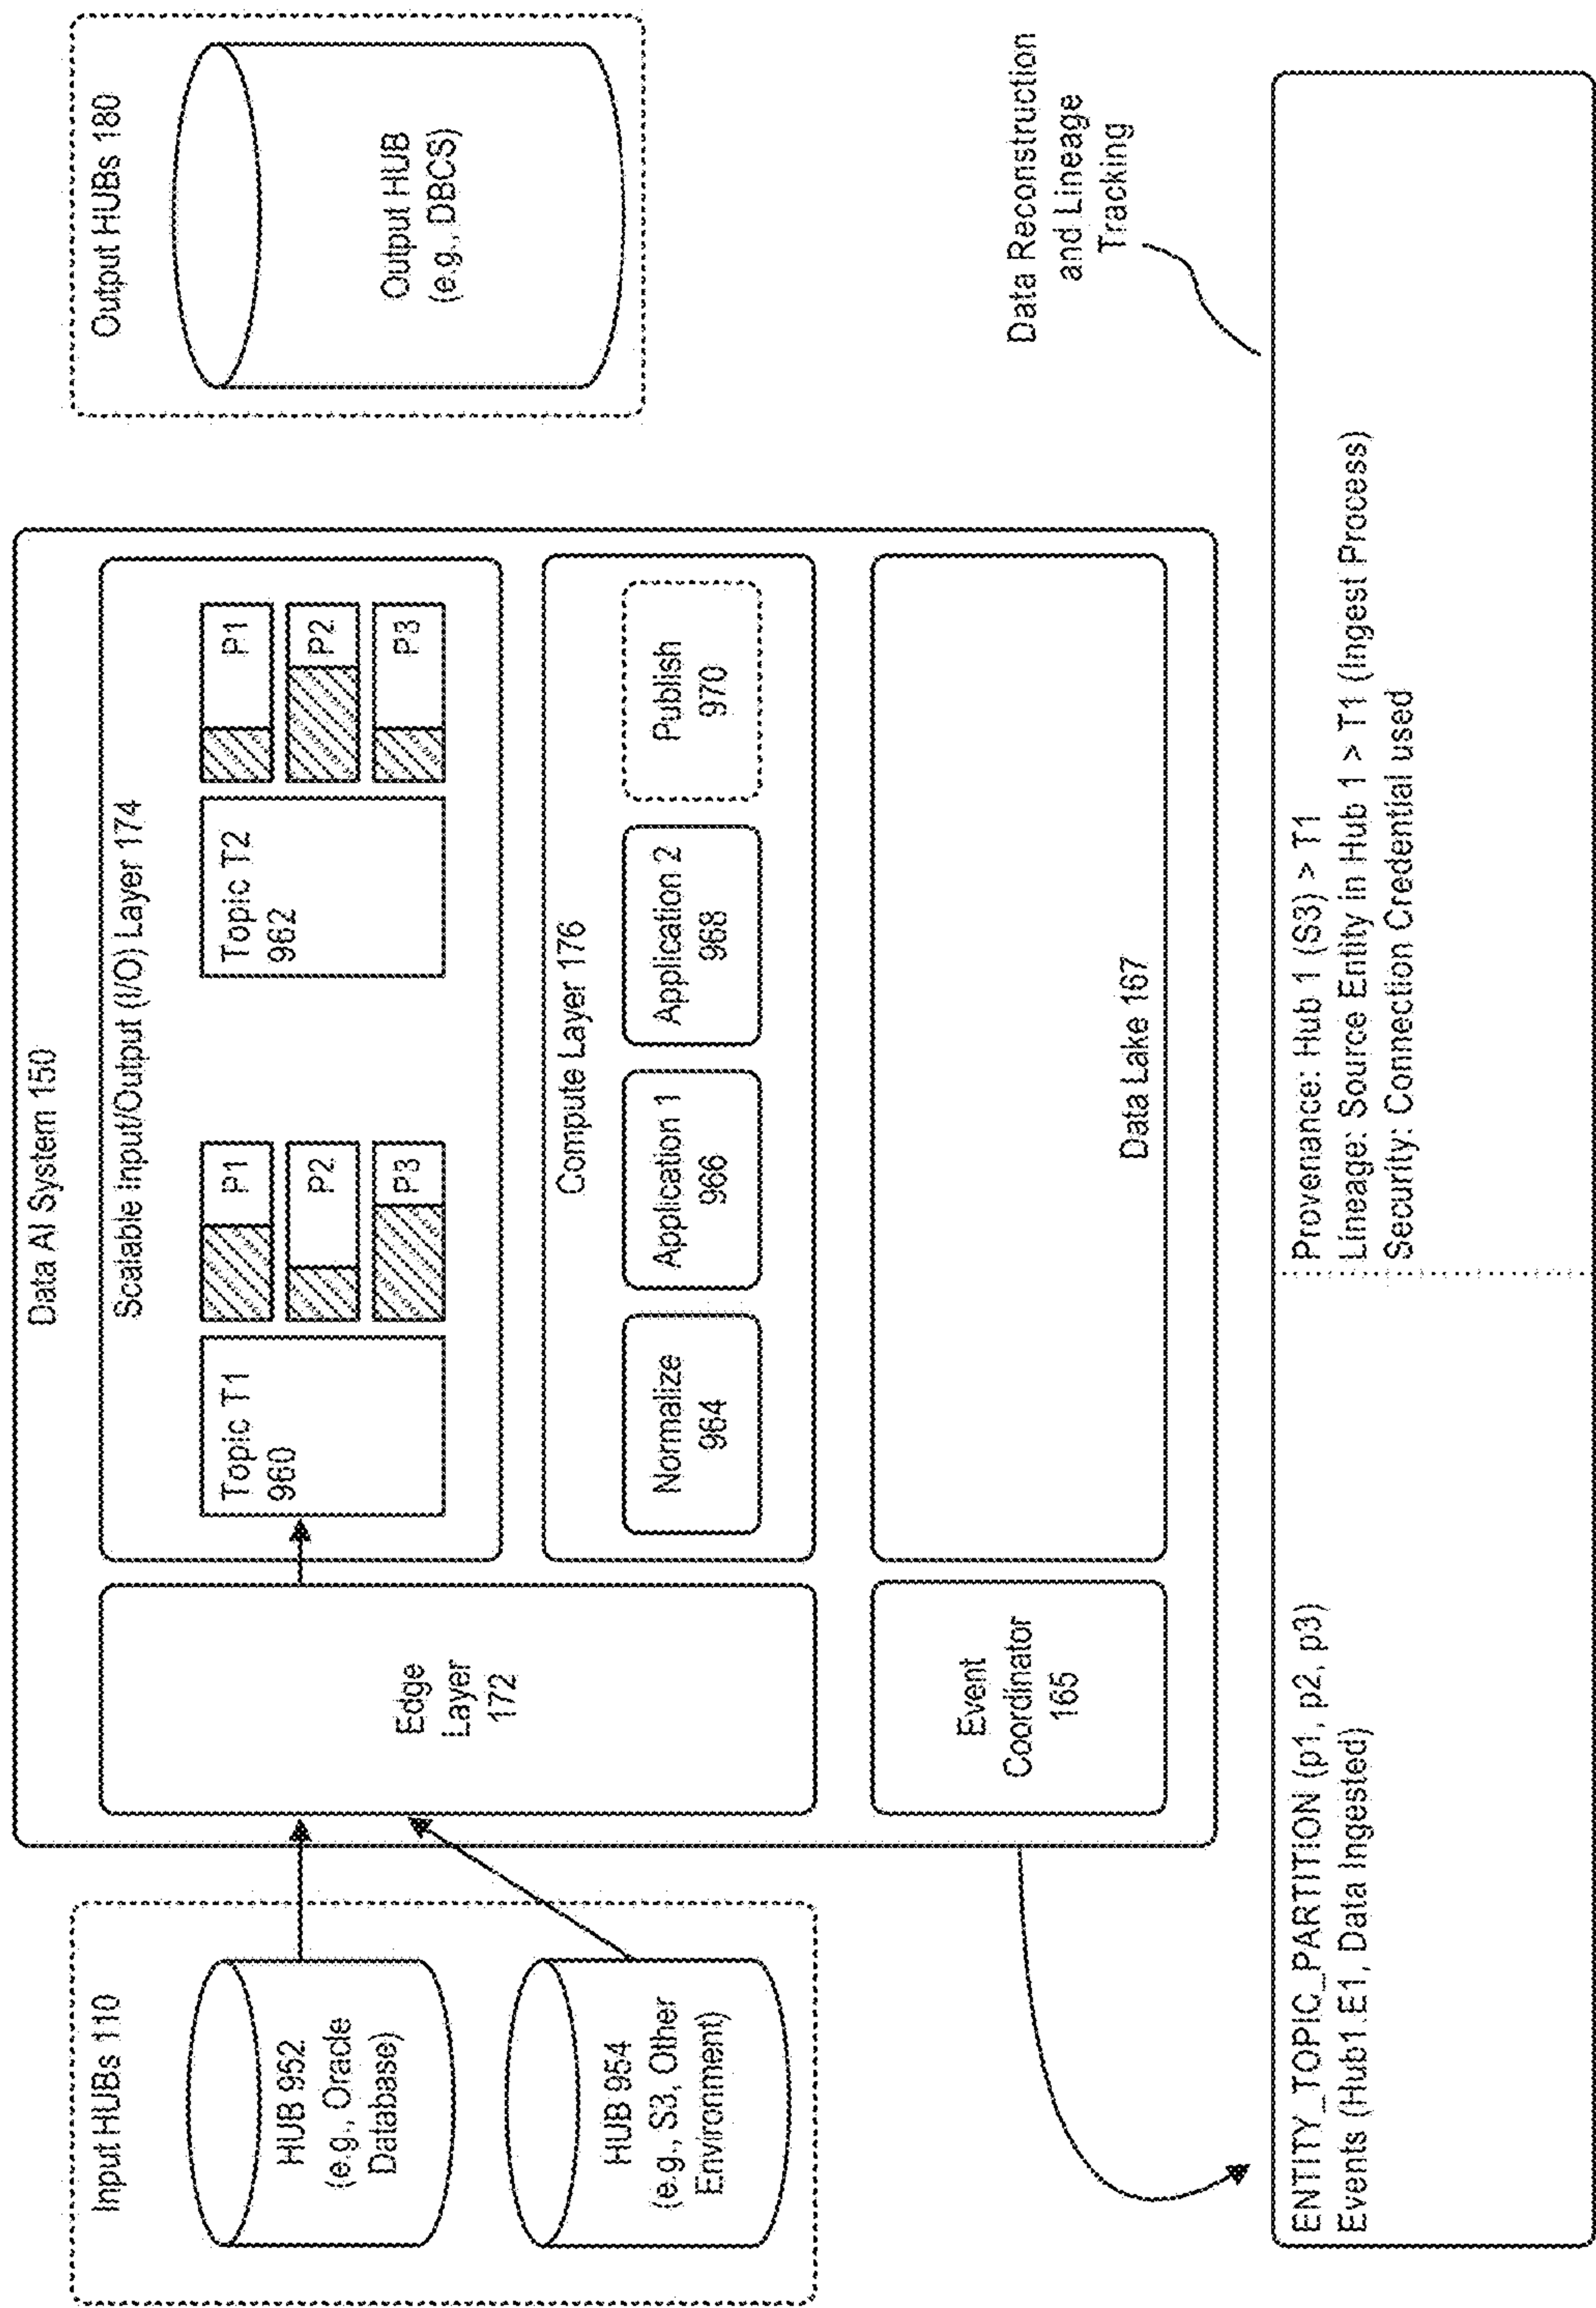 Data AI System 150
Input HUBs 110
HUB 952
(e.g., Oracle
Database)
HUB 954
(e.g., S3, Other
Environment)
Edge
Layer
172
Scalable Input/Output (I/O) Layer 174
Topic T1
960
P1
P2
P3
Topic T2
962
P1
P2
P3
Compute Layer 176
Normalize
964
Application 1
966
Application 2
968
Publish
970
Event
Coordinator
165
Data Lake 167
Output HUBs 180
Output HUB
(e.g., DBCS)
Data Reconstruction
and Lineage
Tracking
ENTITY_TOPIC_PARTITION (p1, p2, p3)
Events (Hub1.E1, Data Ingested)
Provenance: Hub 1 (S3) > T1
Lineage: Source Entity in Hub 1 > T1 (Ingest Process)
Security: Connection Credential used